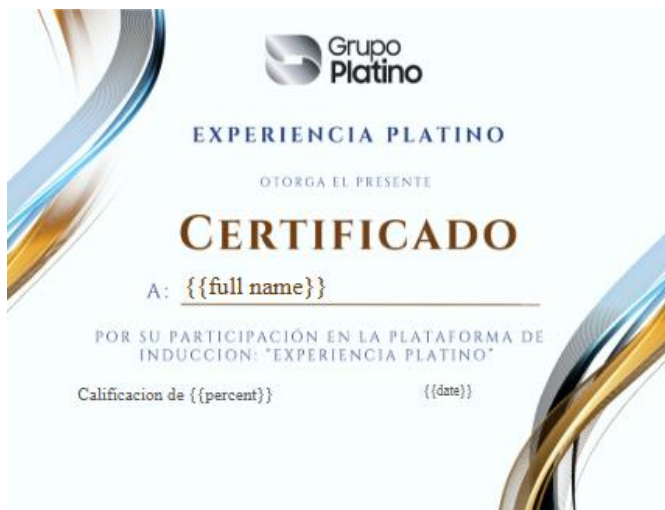 Grupo
Platino
EXPERIENCIA PLATINO
OTORGA EL PRESENTE
CERTIFICADO
A: {{full name}}
POR SU PARTICIPACIÓN EN LA PLATAFORMA DE
INDUCCION: "EXPERIENCIA PLATINO"
Calificacion de {{percent}} {{date}}